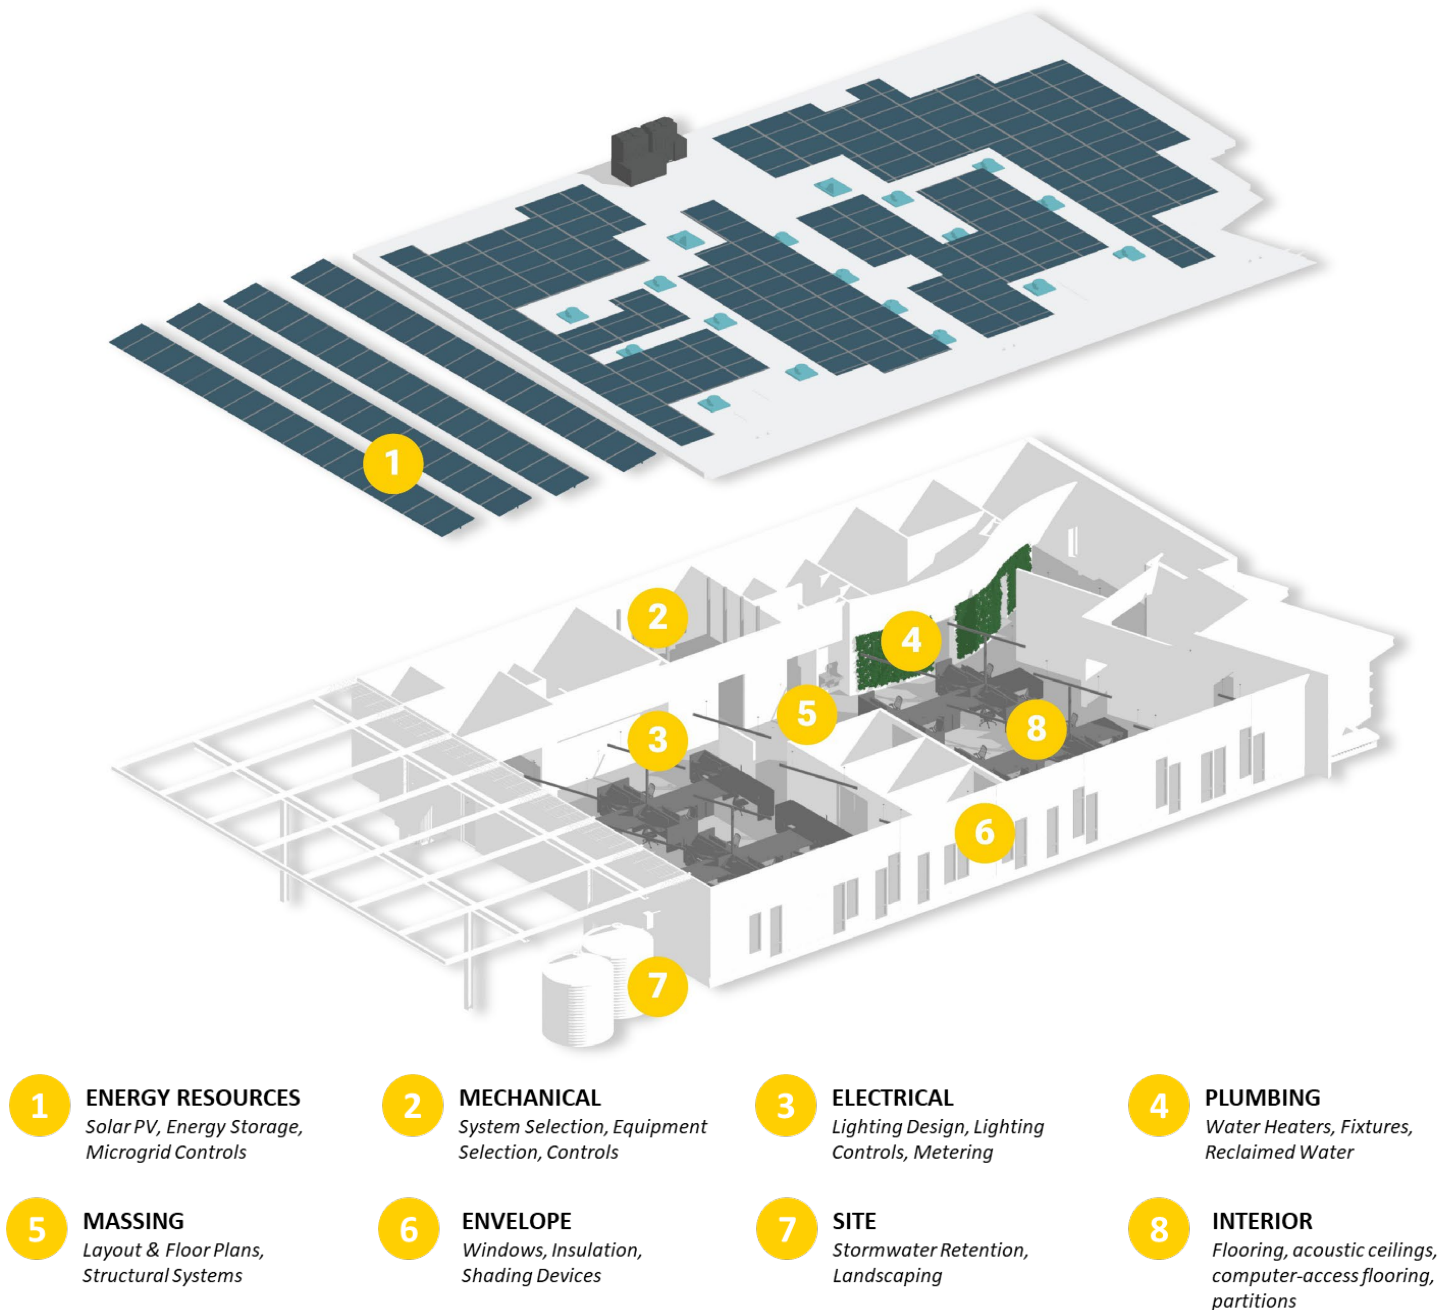 1
2
4
5
3
8
6
7
1 ENERGY RESOURCES
Solar PV, Energy Storage,
Microgrid Controls
2 MECHANICAL
System Selection, Equipment
Selection, Controls
3 ELECTRICAL
Lighting Design, Lighting
Controls, Metering
4 PLUMBING
Water Heaters, Fixtures,
Reclaimed Water
5 MASSING
Layout & Floor Plans,
Structural Systems
6 ENVELOPE
Windows, Insulation,
Shading Devices
7 SITE
Stormwater Retention,
Landscaping
8 INTERIOR
Flooring, acoustic ceilings,
computer-access flooring,
partitions